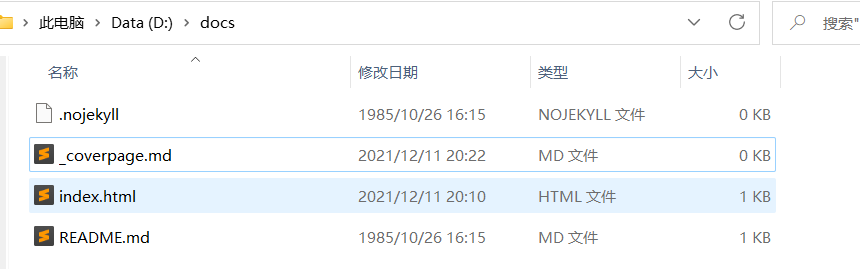 此电脑 > Data (D:) > docs 搜索"
名称 修改日期 类型 大小
.nojekyll 1985/10/26 16:15 NOJEKYLL 文件 0 KB
_coverpage.md 2021/12/11 20:22 MD 文件 0 KB
index.html 2021/12/11 20:10 HTML 文件 1 KB
README.md 1985/10/26 16:15 MD 文件 1 KB